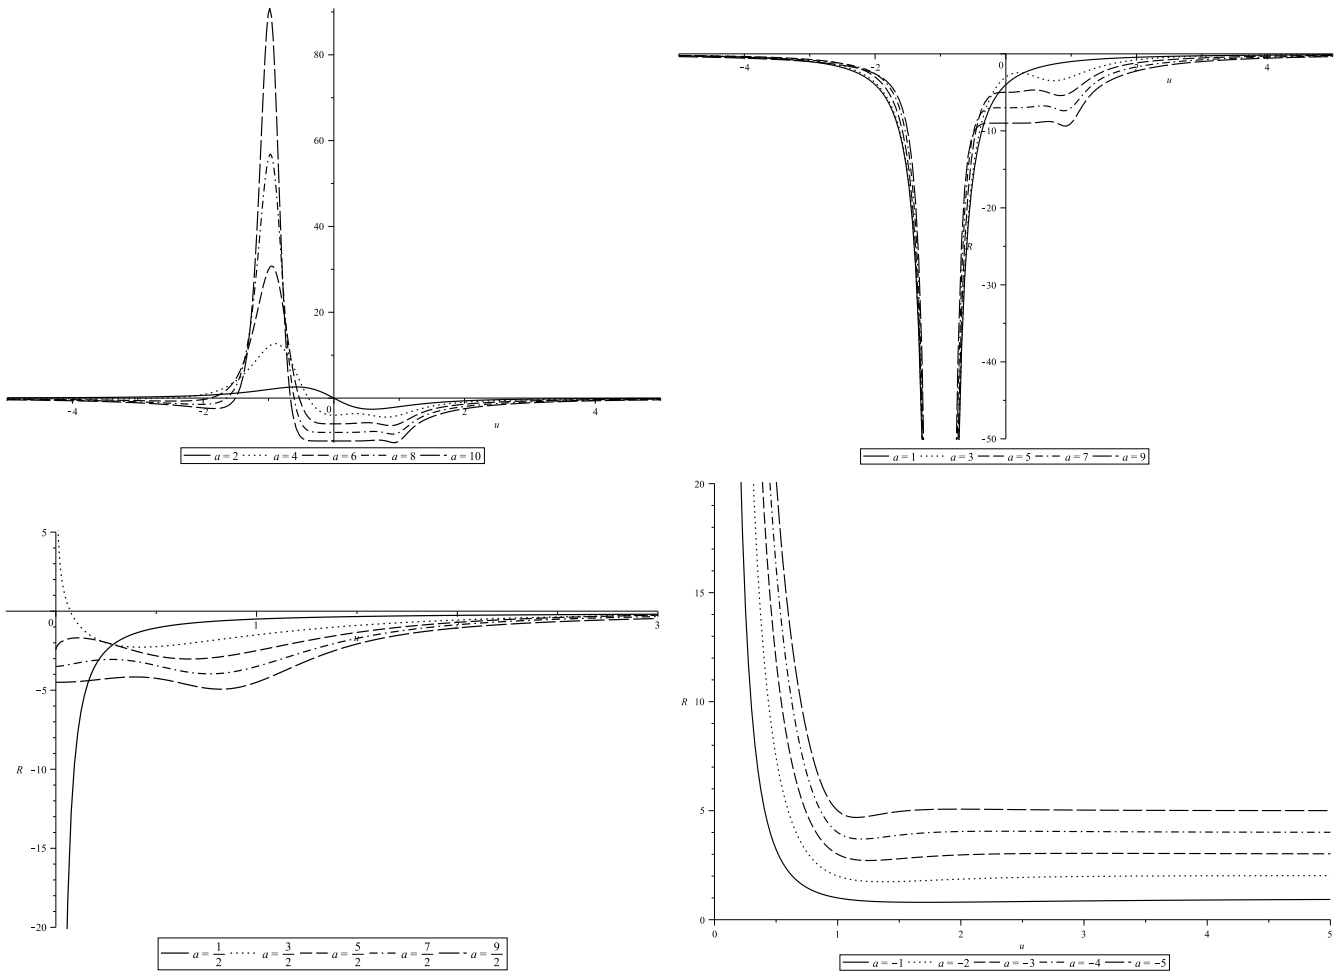 80
60
40
20
−4 −2 0 2 4
u
a = 2 a = 4 a = 6 a = 8 a = 10
−4 −2 0 2 4
u
−10
−20
R
−30
−40
−50
a = 1 a = 3 a = 5 a = 7 a = 9
5
0 1 2 3
u
−5
R −10
−15
−20
a = 1/2 a = 3/2 a = 5/2 a = 7/2 a = 9/2
20
15
R 10
5
0
0 1 2 3 4 5
u
a = −1 a = −2 a = −3 a = −4 a = −5